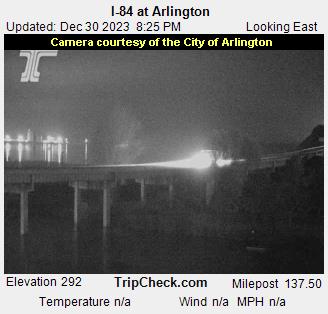 I-84 at Arlington
Updated: Dec 30 2023 8:25 PM Looking East
Camera courtesy of the City of Arlington
Elevation 292 TripCheck.com Milepost 137.50
Temperature n/a Wind n/a MPH n/a